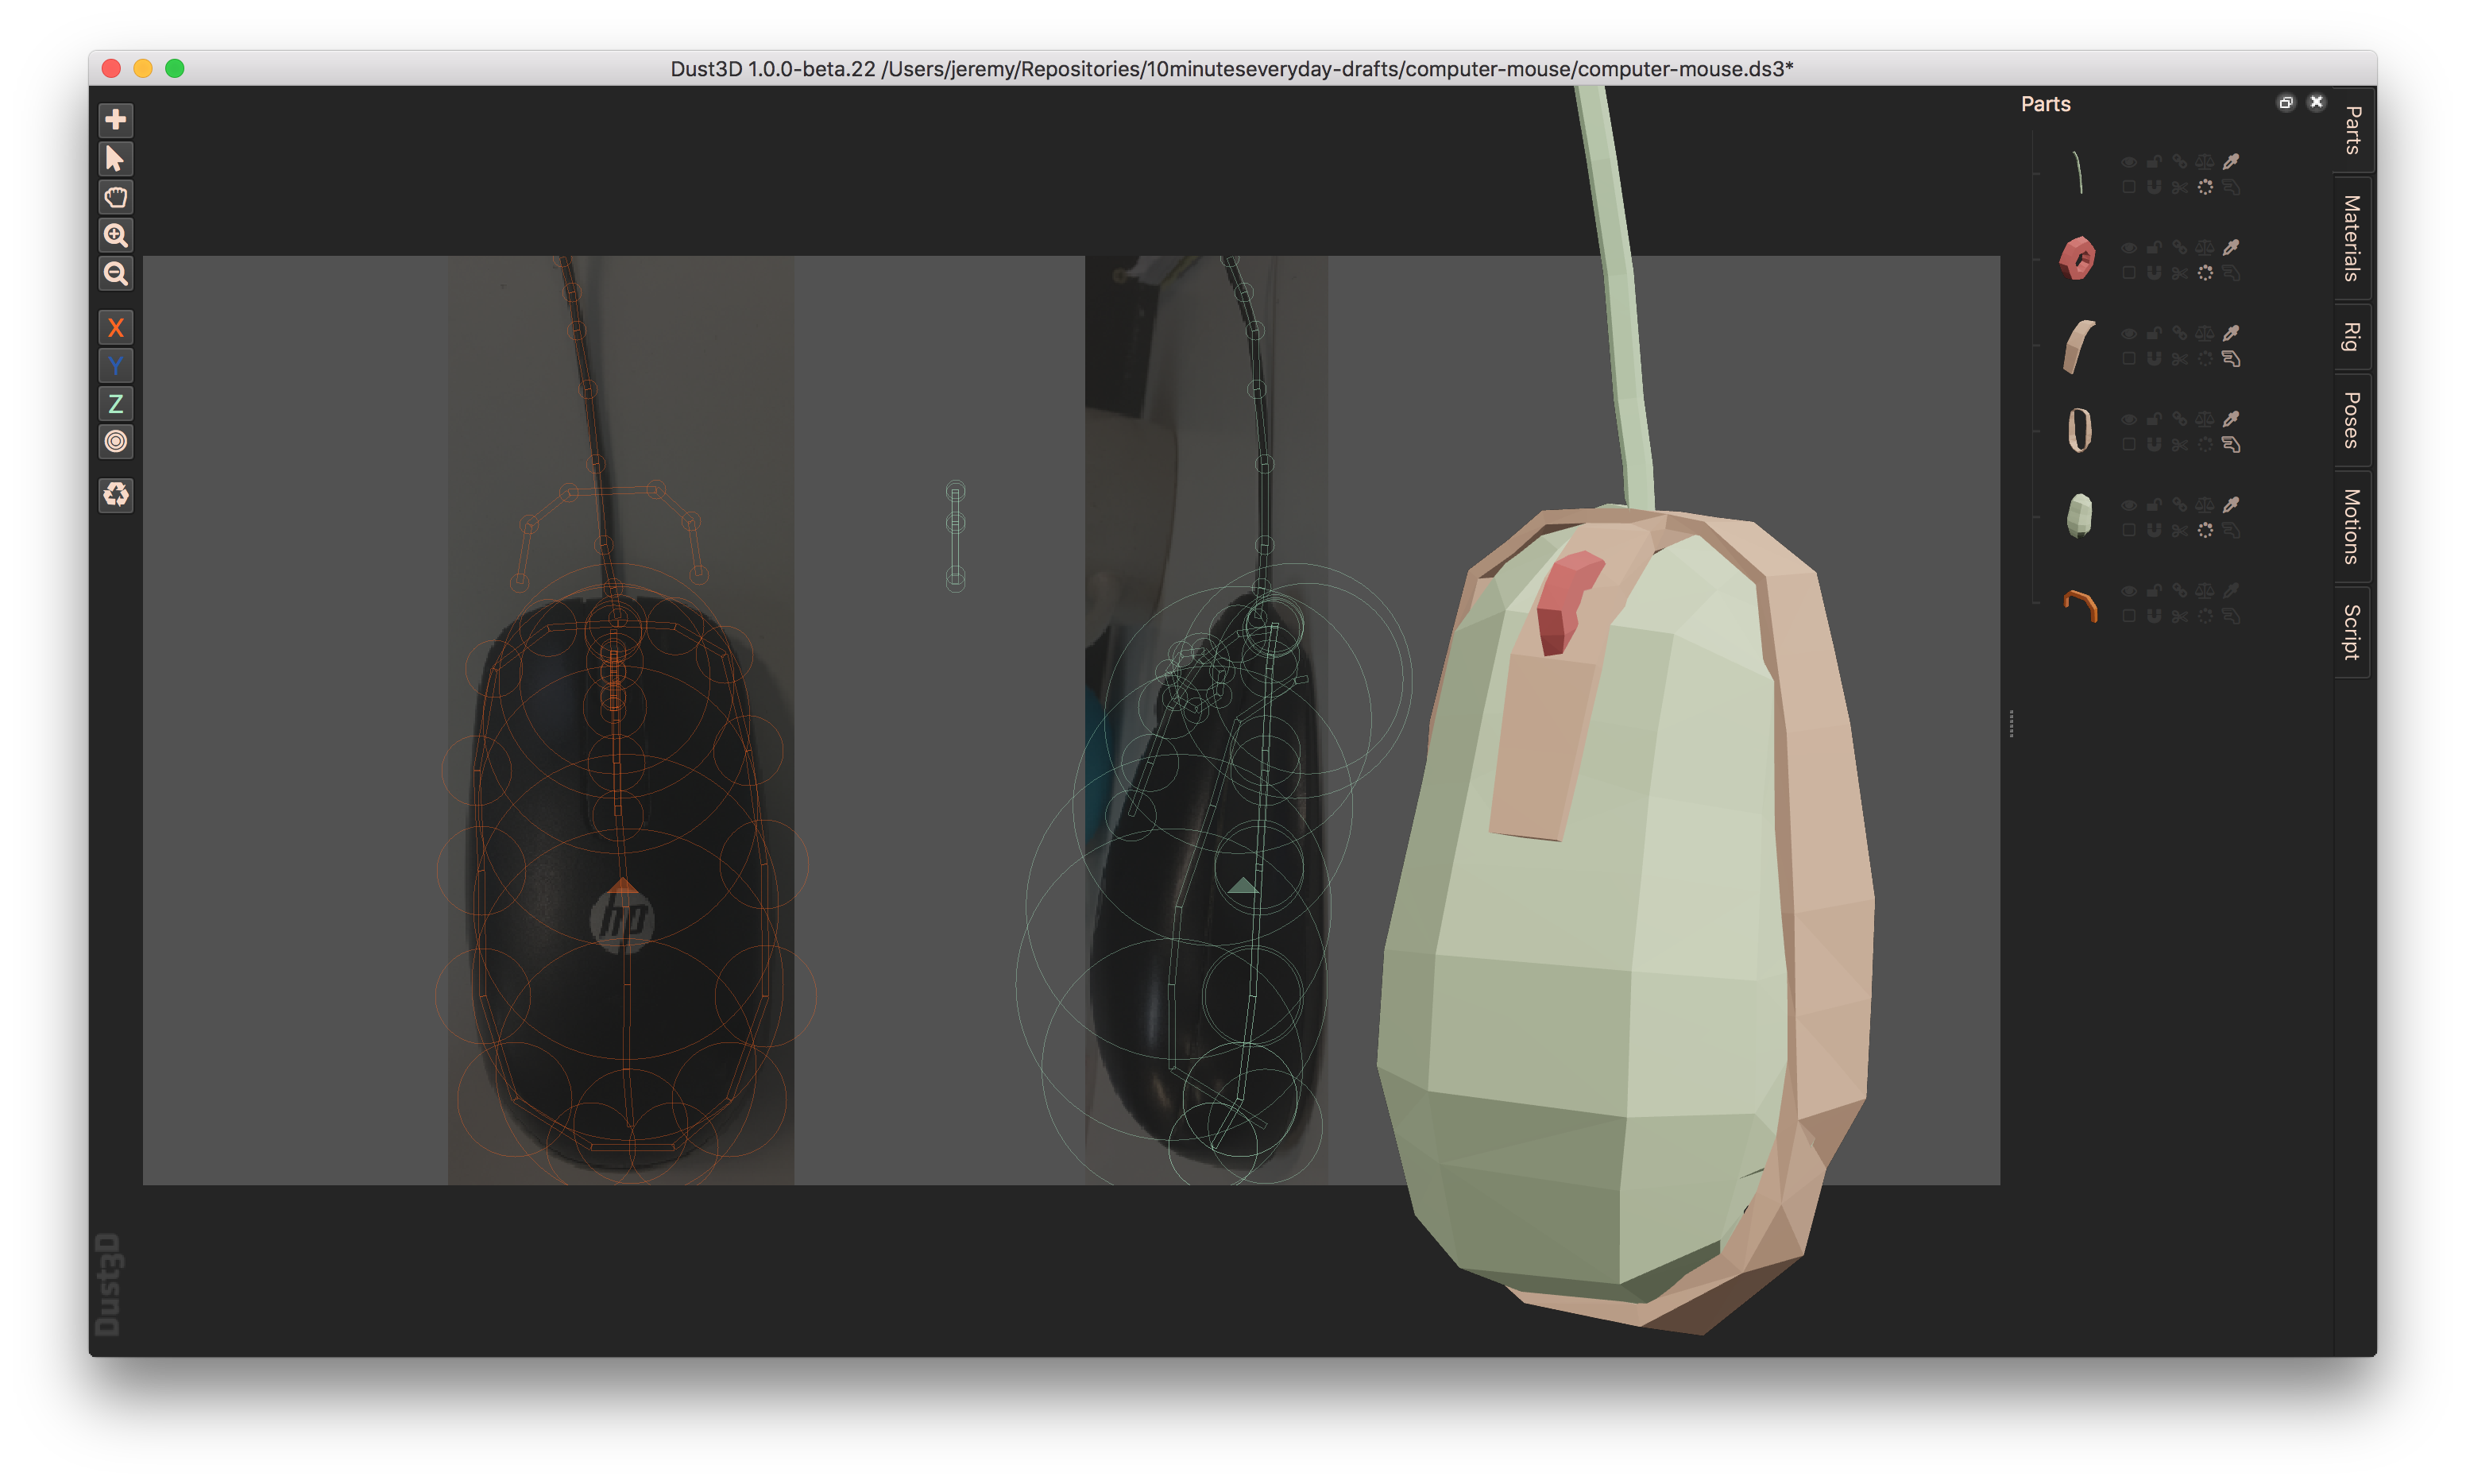 Dust3D 1.0.0-beta.22 /Users/jeremy/Repositories/10minuteseveryday-drafts/computer-mouse/computer-mouse.ds3*
Parts
X
Y
Z
hp
Parts
Materials
Rig
Poses
Motions
Script
Dust3D